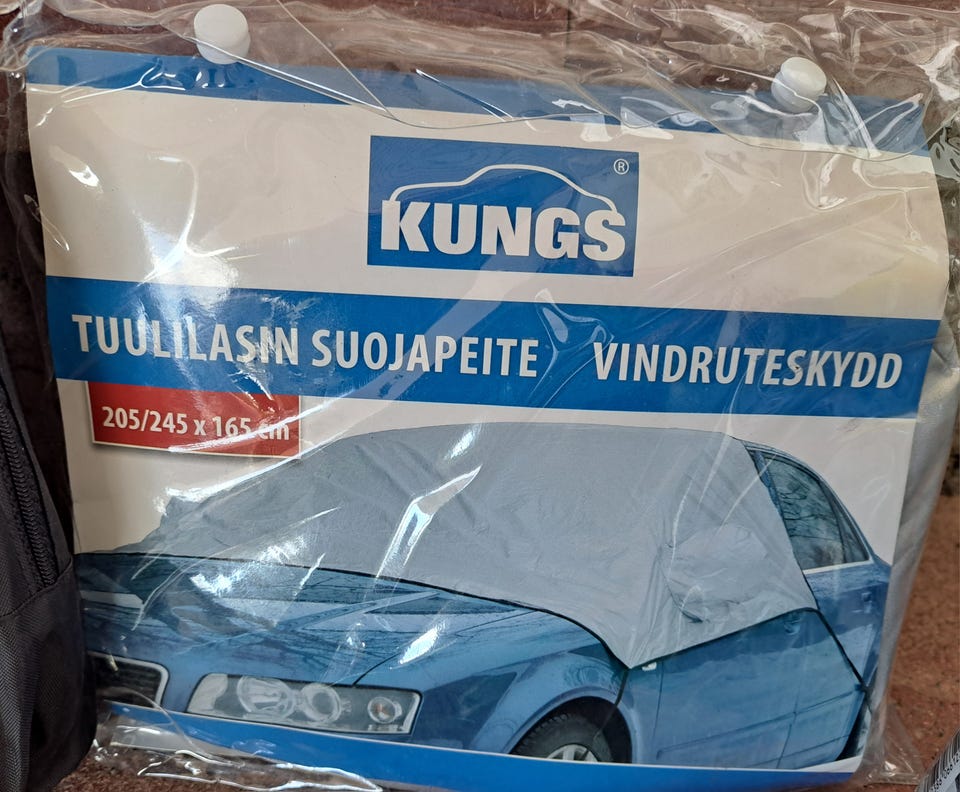 KUNGS ®
TUULILASIN SUOJAPEITE VINDRUTESKYDD
205/245 x 165 cm